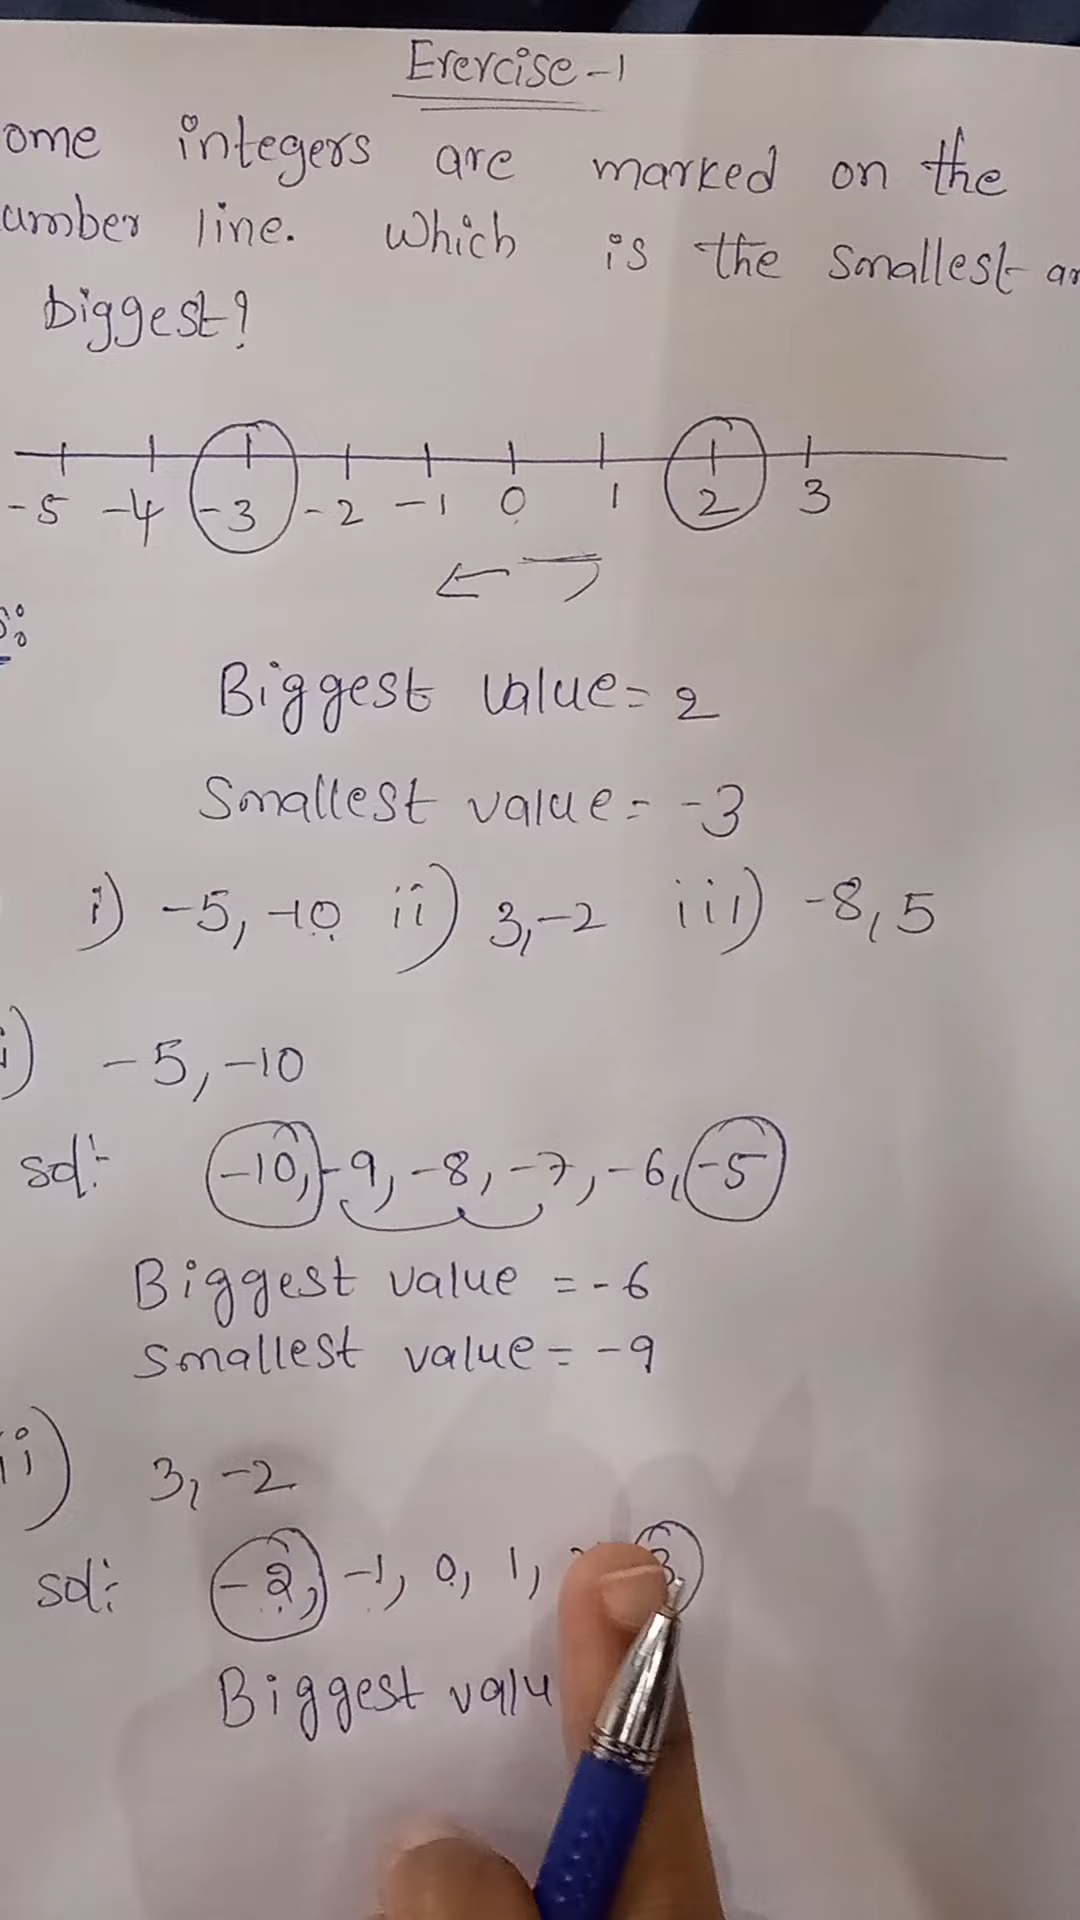 Exercise-1
ome integers are marked on the
umber line. Which is the smallest an
biggest?
-5 -4 -3 -2 -1 0 1 2 3
s:
Biggest value = 2
Smallest value = -3
i) -5, -10 ii) 3, -2 iii) -8, 5
i) -5, -10
sol:- -10, -9, -8, -7, -6, -5
Biggest value = -6
Smallest value = -9
ii) 3, -2
sol:- -2, -1, 0, 1, 3
Biggest valu